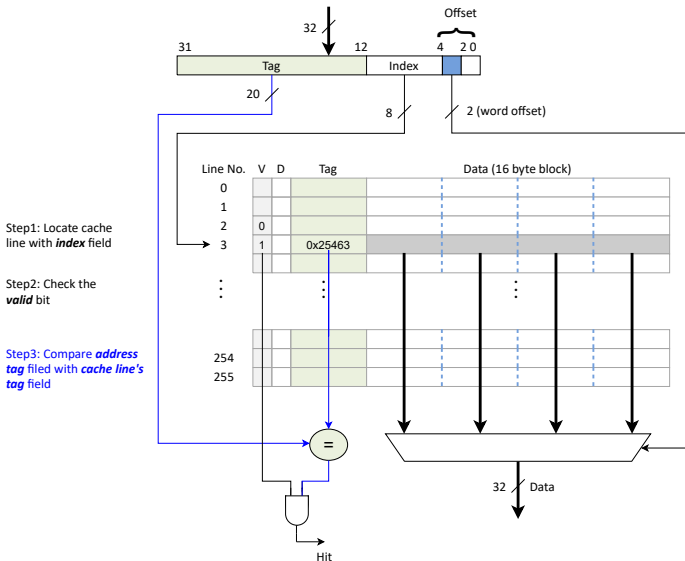 Offset
32
31 12 4 2 0
Tag Index
20
8
2 (word offset)
Line No. V D Tag Data (16 byte block)
0
1
2 0
Step1: Locate cache
line with index field
3 1 0x25463
Step2: Check the
valid bit
⋮ ⋮ ⋮
Step3: Compare address
tag filed with cache line's
tag field
254
255
=
32 Data
Hit